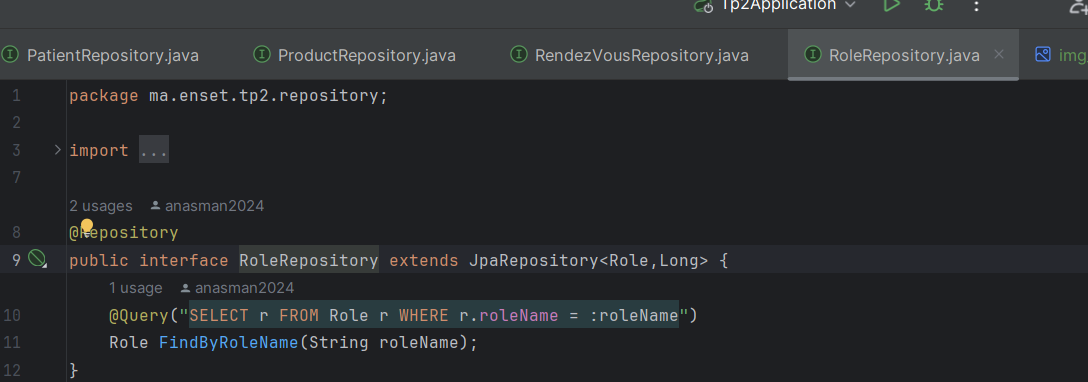 Tp2Application
PatientRepository.java ProductRepository.java RendezVousRepository.java RoleRepository.java img
1 package ma.enset.tp2.repository;
2
3 import ...
7
2 usages anasman2024
8 @Repository
9 public interface RoleRepository extends JpaRepository<Role,Long> {
1 usage anasman2024
10 @Query("SELECT r FROM Role r WHERE r.roleName = :roleName")
11 Role FindByRoleName(String roleName);
12 }